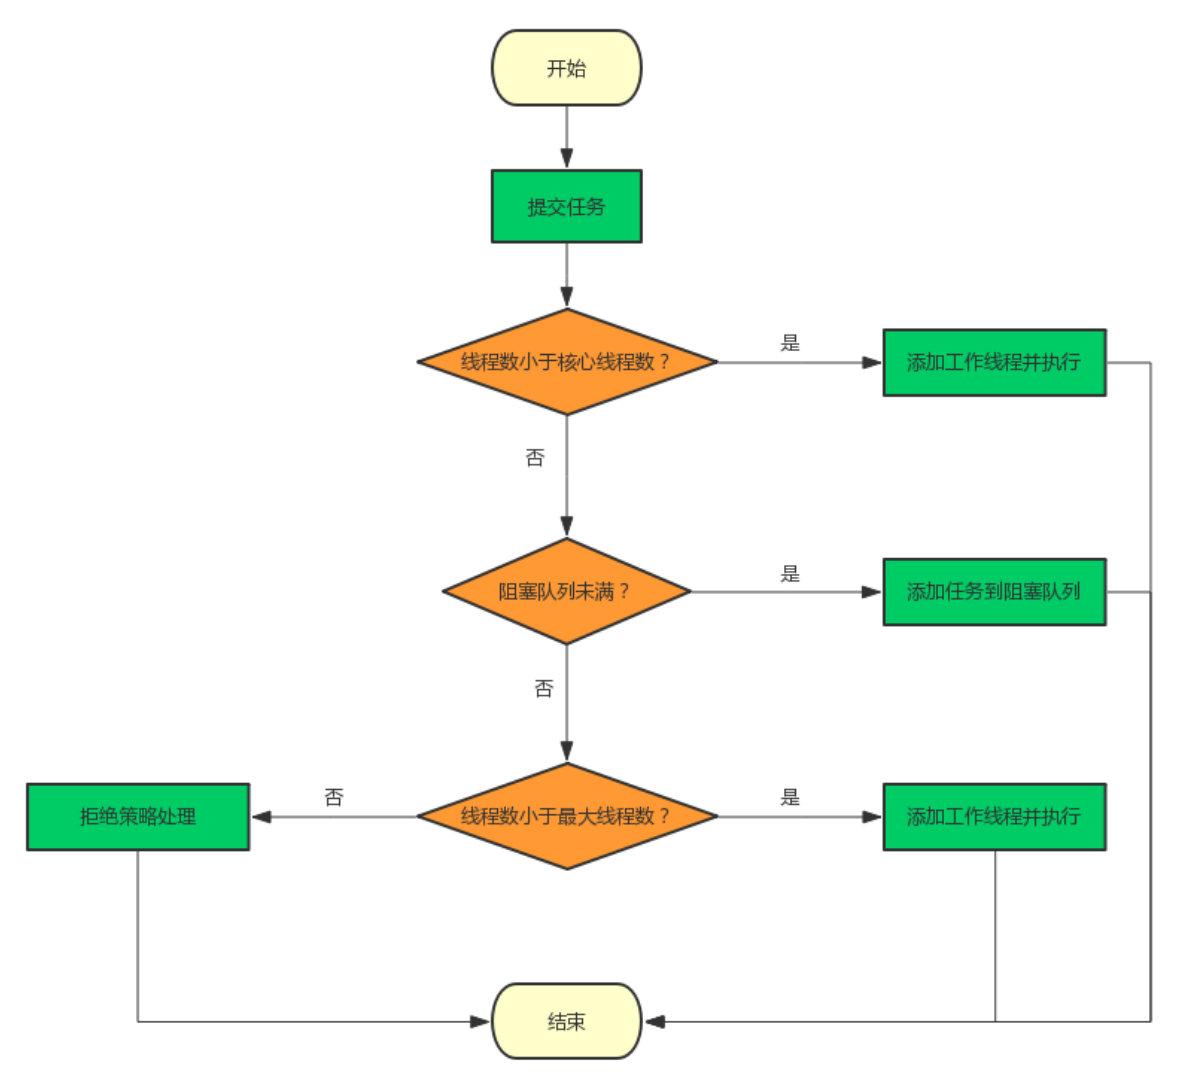 开始
提交任务
线程数小于核心线程数？
是
添加工作线程并执行
否
阻塞队列未满？
是
添加任务到阻塞队列
否
拒绝策略处理
否
线程数小于最大线程数？
是
添加工作线程并执行
结束